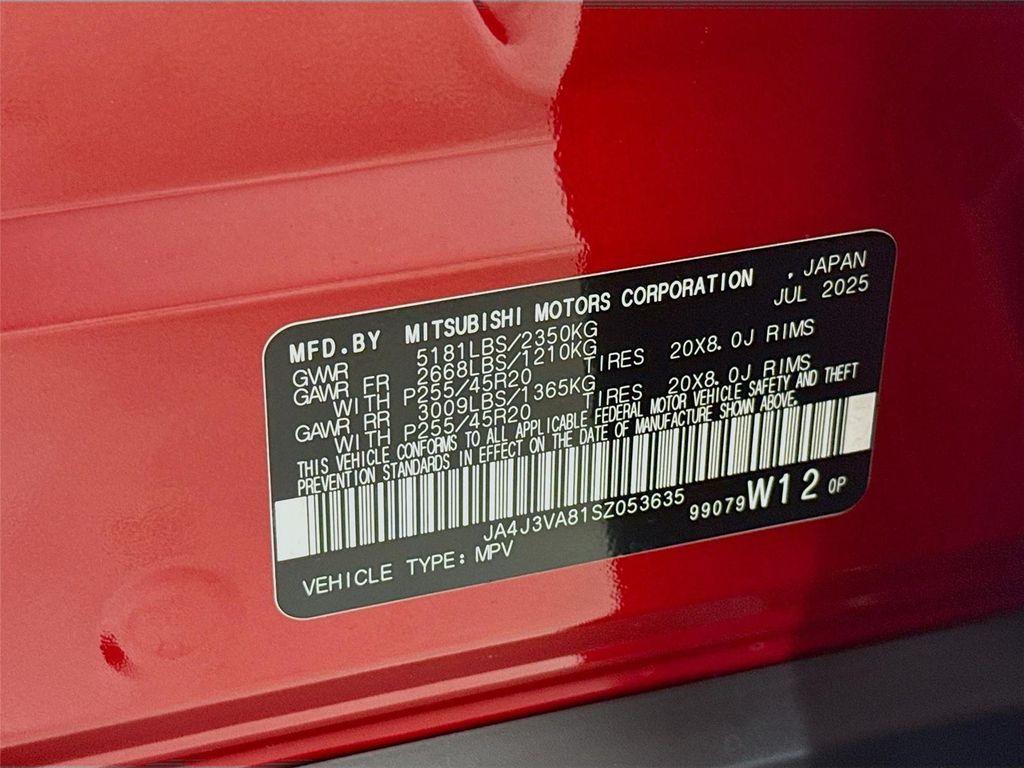 MFD.BY MITSUBISHI MOTORS CORPORATION , JAPAN
JUL 2025
GVWR 5181LBS/2350KG
GAWR FR 2668LBS/1210KG
WITH P255/45R20 TIRES 20X8.0J RIMS
GAWR RR 3009LBS/1365KG
WITH P255/45R20 TIRES 20X8.0J RIMS
THIS VEHICLE CONFORMS TO ALL APPLICABLE FEDERAL MOTOR VEHICLE SAFETY AND THEFT
PREVENTION STANDARDS IN EFFECT ON THE DATE OF MANUFACTURE SHOWN ABOVE.
JA4J3VA81SZ053635 99079 W12 0P
VEHICLE TYPE: MPV